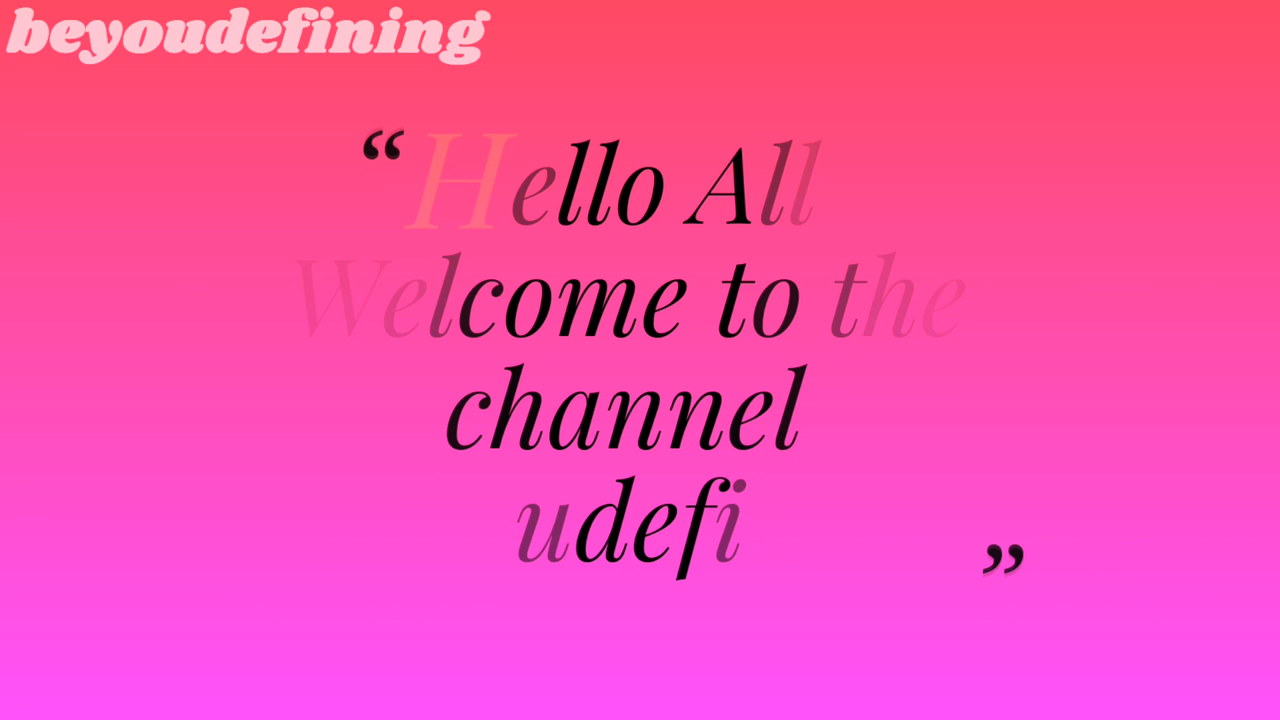 beyoudefining
“Hello All
Welcome to the
channel
udefi
”